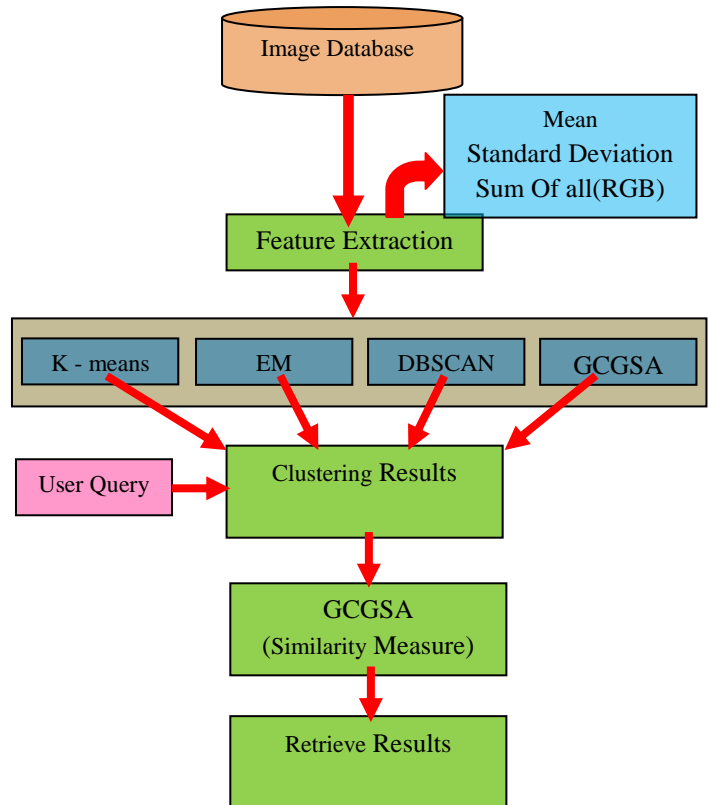 Image Database
Mean
Standard Deviation
Sum Of all(RGB)
Feature Extraction
K - means
EM
DBSCAN
GCGSA
User Query
Clustering Results
GCGSA
(Similarity Measure)
Retrieve Results